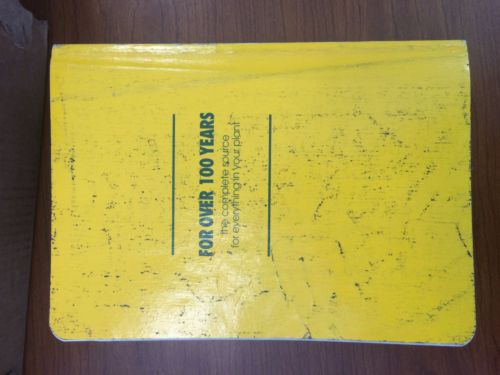 FOR OVER 100 YEARS
the complete source
for everything in your plant